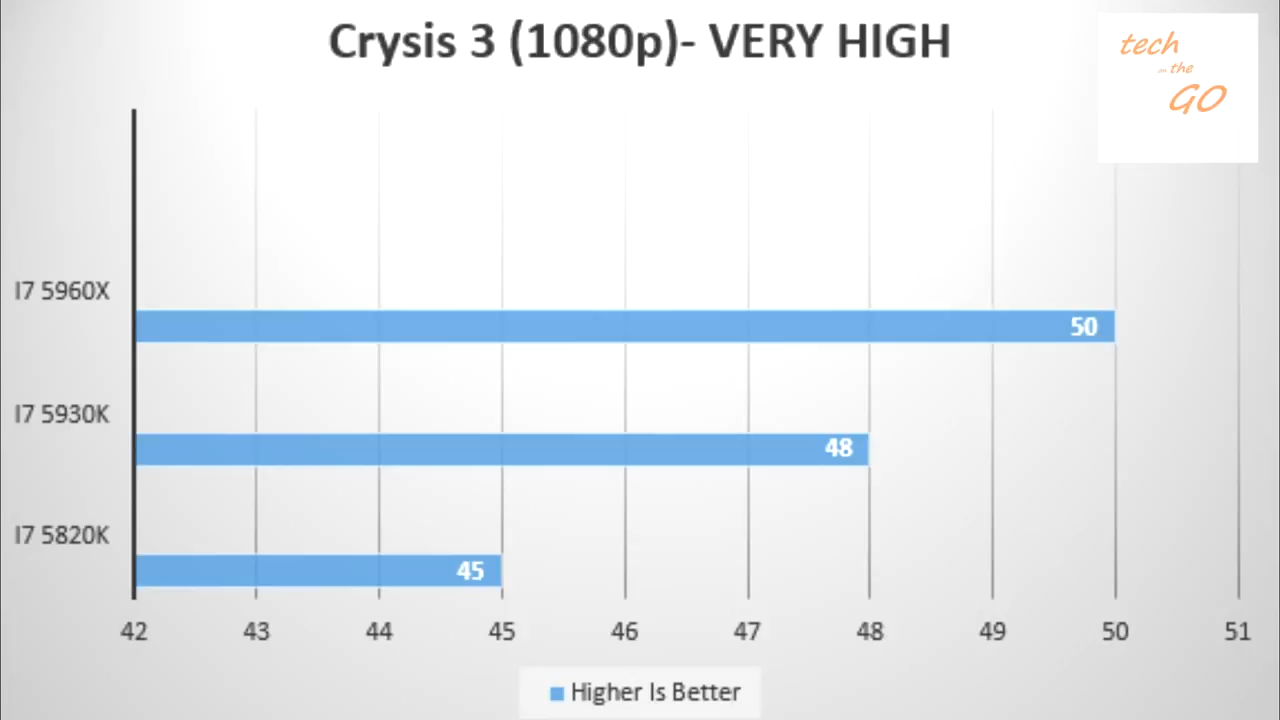 Crysis 3 (1080p)- VERY HIGH
tech
on the
GO
I7 5960X
50
I7 5930K
48
I7 5820K
45
42 43 44 45 46 47 48 49 50 51
Higher Is Better